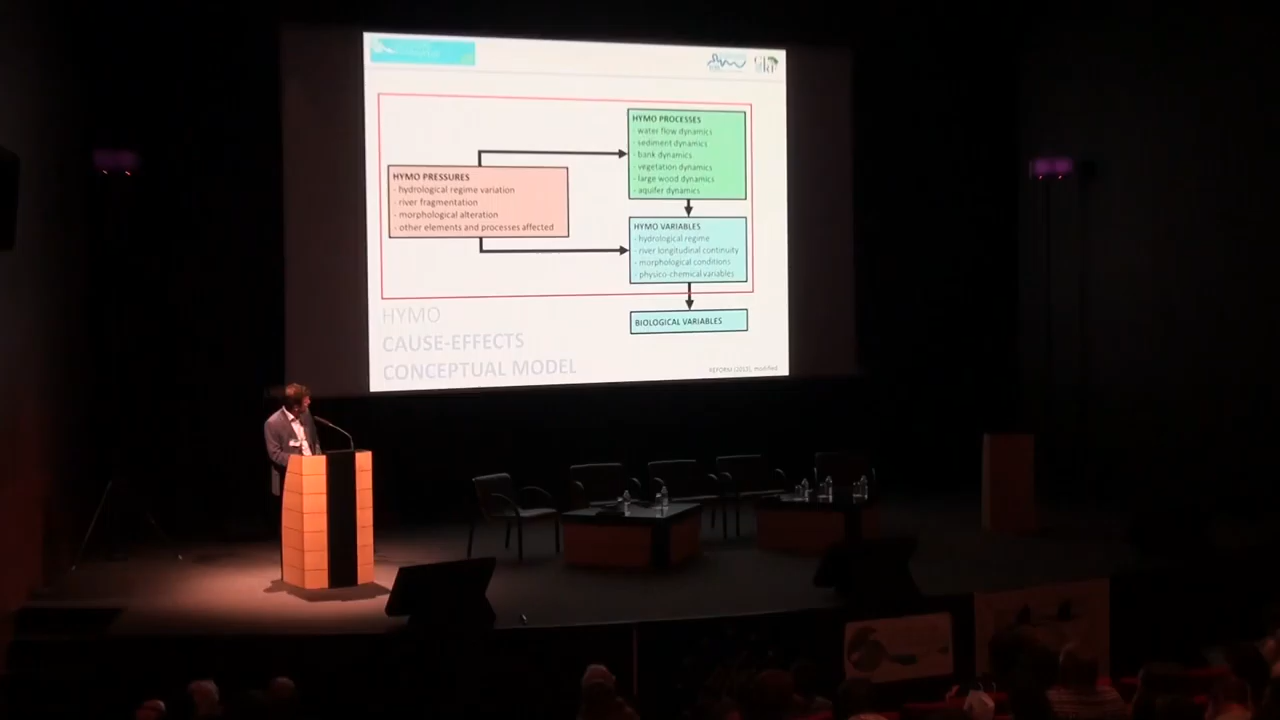 HYMO PRESSURES
- hydrological regime variation
- river fragmentation
- morphological alteration
- other elements and processes affected
HYMO PROCESSES
- water flow dynamics
- sediment dynamics
- bank dynamics
- vegetation dynamics
- large wood dynamics
- aquifer dynamics
HYMO VARIABLES
- hydrological regime
- river longitudinal continuity
- morphological conditions
- physico-chemical variables
BIOLOGICAL VARIABLES
HYMO
CAUSE-EFFECTS
CONCEPTUAL MODEL
modified